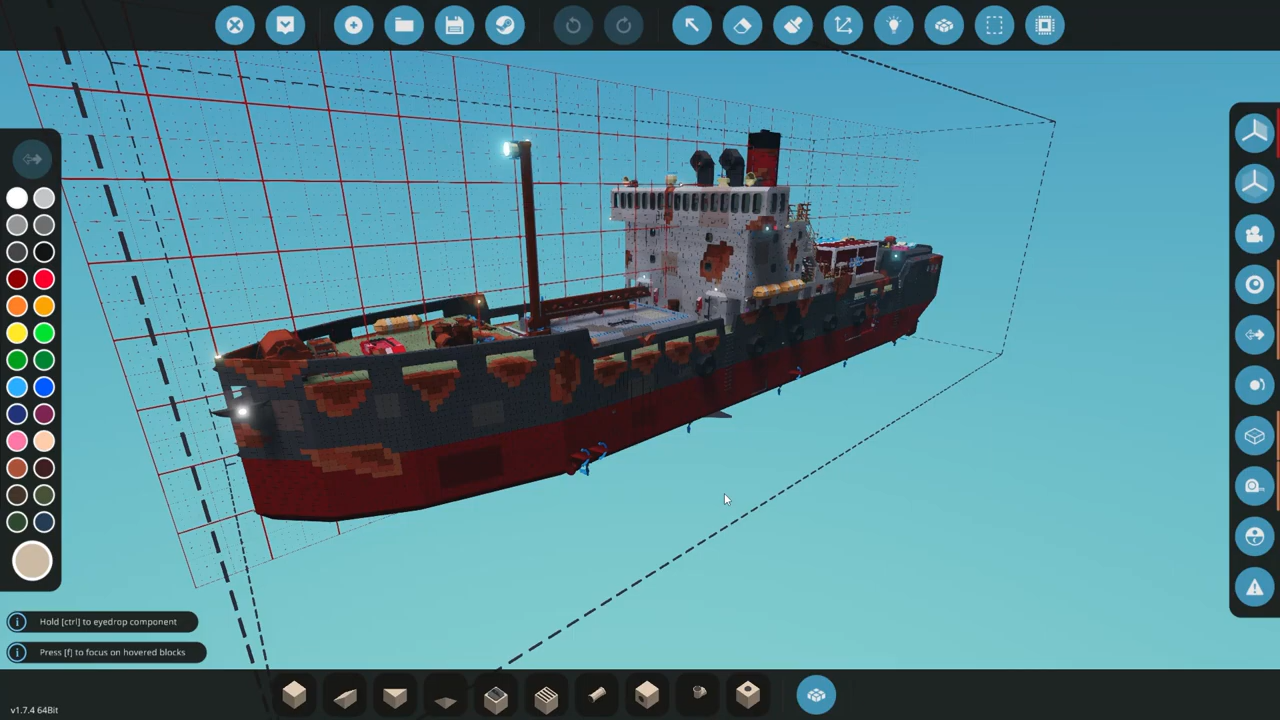 Hold [ctrl] to eyedrop component
Press [f] to focus on hovered blocks
v1.7.4 64Bit